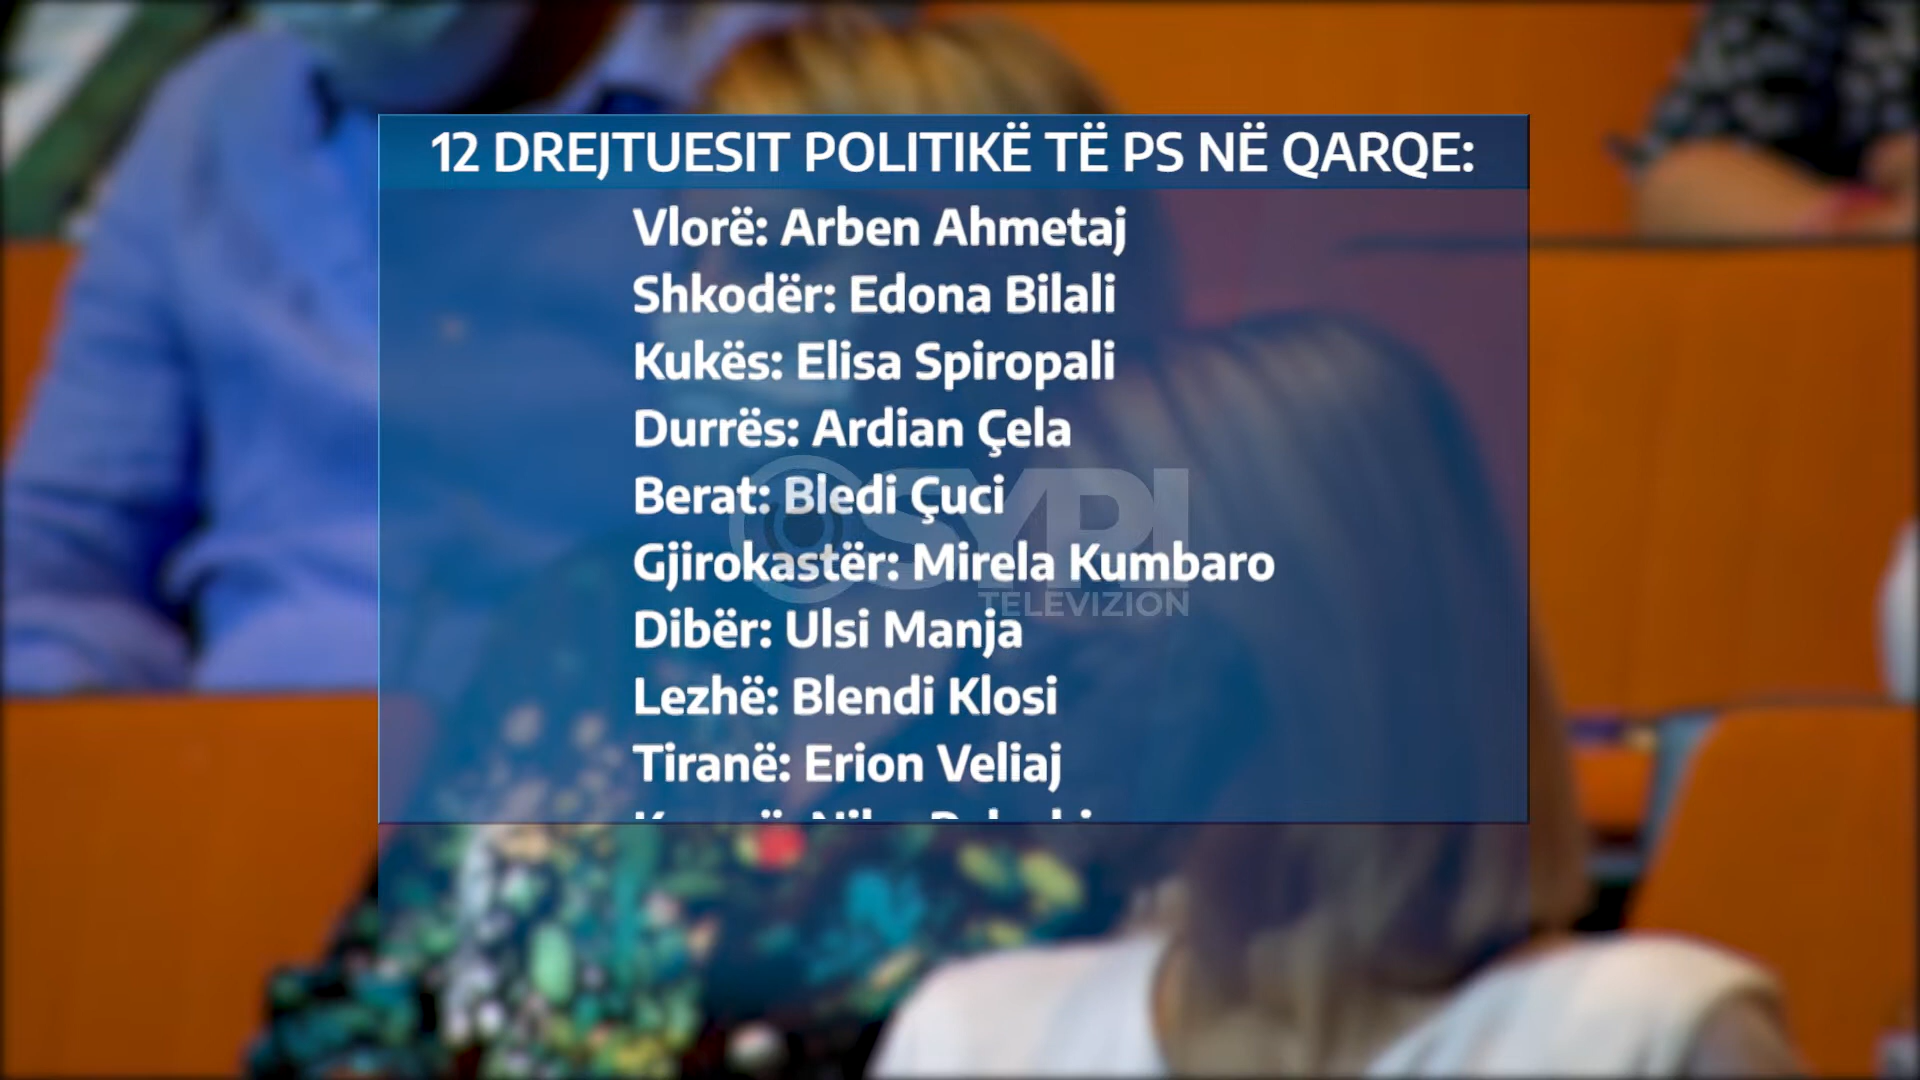 12 DREJTUESIT POLITIKË TË PS NË QARQE:
Vlorë: Arben Ahmetaj
Shkodër: Edona Bilali
Kukës: Elisa Spiropali
Durrës: Ardian Çela
Berat: Bledi Çuci
Gjirokastër: Mirela Kumbaro
Dibër: Ulsi Manja
Lezhë: Blendi Klosi
Tiranë: Erion Veliaj
SYRI
TELEVIZION